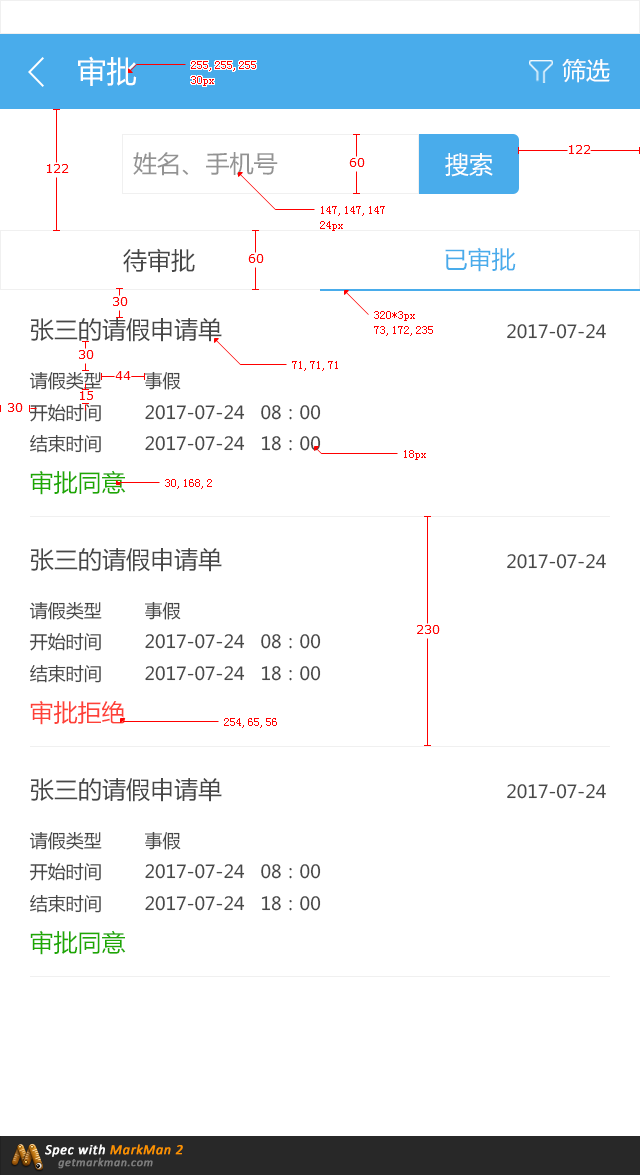 审批
255, 255, 255
30px
筛选
122
姓名、手机号
60
搜索
122
147, 147, 147
24px
待审批
60
已审批
30
320*3px
73, 172, 235
张三的请假申请单
2017-07-24
30
71, 71, 71
请假类型 44 事假
15
30
开始时间 2017-07-24 08：00
结束时间 2017-07-24 18：00
18px
审批同意
30, 168, 2
张三的请假申请单
2017-07-24
请假类型 事假
230
开始时间 2017-07-24 08：00
结束时间 2017-07-24 18：00
审批拒绝
254, 65, 56
张三的请假申请单
2017-07-24
请假类型 事假
开始时间 2017-07-24 08：00
结束时间 2017-07-24 18：00
审批同意
Spec with MarkMan 2
getmarkman.com